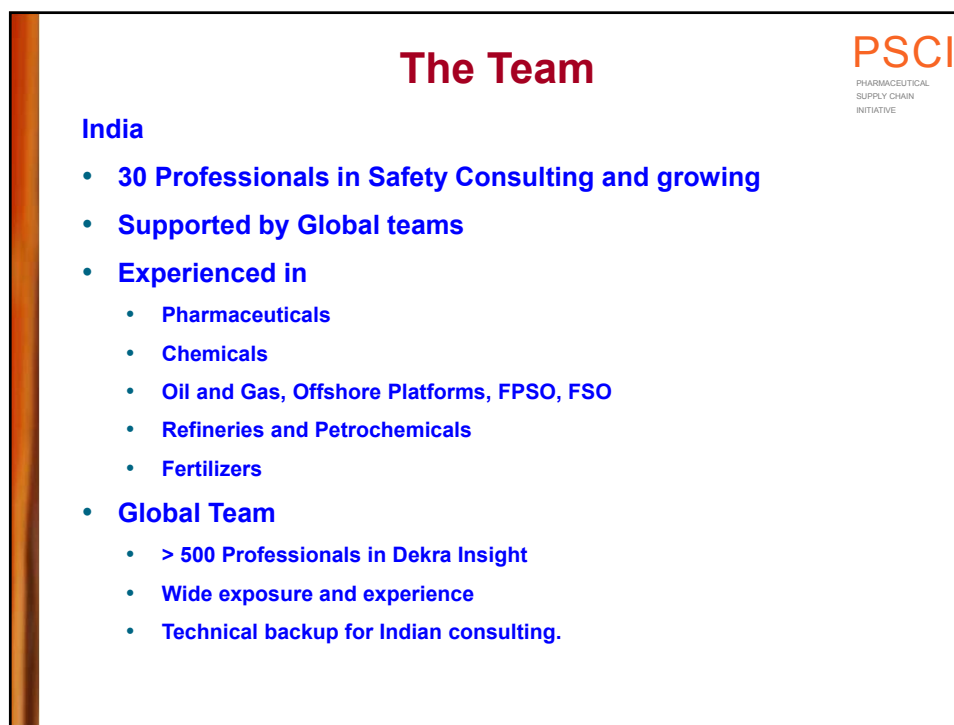 The Team
PSCI
PHARMACEUTICAL
SUPPLY CHAIN
INITIATIVE
India
• 30 Professionals in Safety Consulting and growing
• Supported by Global teams
• Experienced in
• Pharmaceuticals
• Chemicals
• Oil and Gas, Offshore Platforms, FPSO, FSO
• Refineries and Petrochemicals
• Fertilizers
• Global Team
• > 500 Professionals in Dekra Insight
• Wide exposure and experience
• Technical backup for Indian consulting.